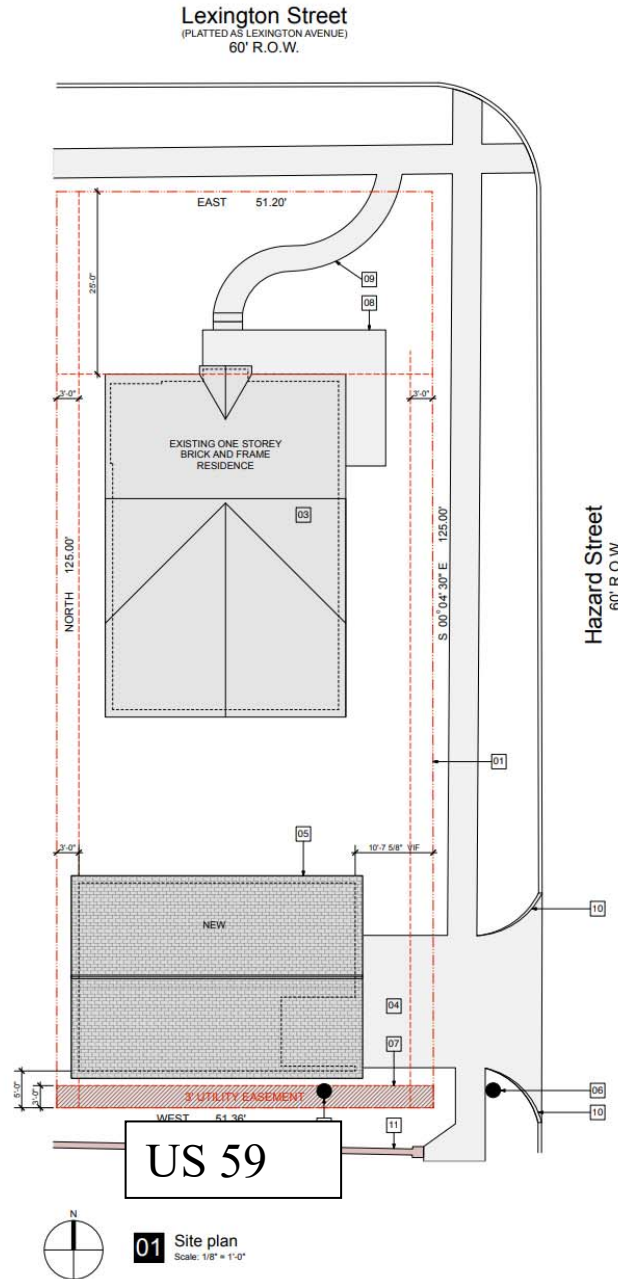 Lexington Street
(PLATTED AS LEXINGTON AVENUE)
60' R.O.W.
EAST 51.20'
25'-0"
09
08
3'-0"
3'-0"
EXISTING ONE STOREY
BRICK AND FRAME
RESIDENCE
03
NORTH 125.00'
S 00° 04' 30" E 125.00'
Hazard Street
60' R.O.W.
01
05
3'-0"
10'-7 5/8" VIF
10
NEW
04
07
5'-0"
3'-0"
3' UTILITY EASEMENT
06
WEST 51.36'
10
11
US 59
N
01 Site plan
Scale: 1/8" = 1'-0"